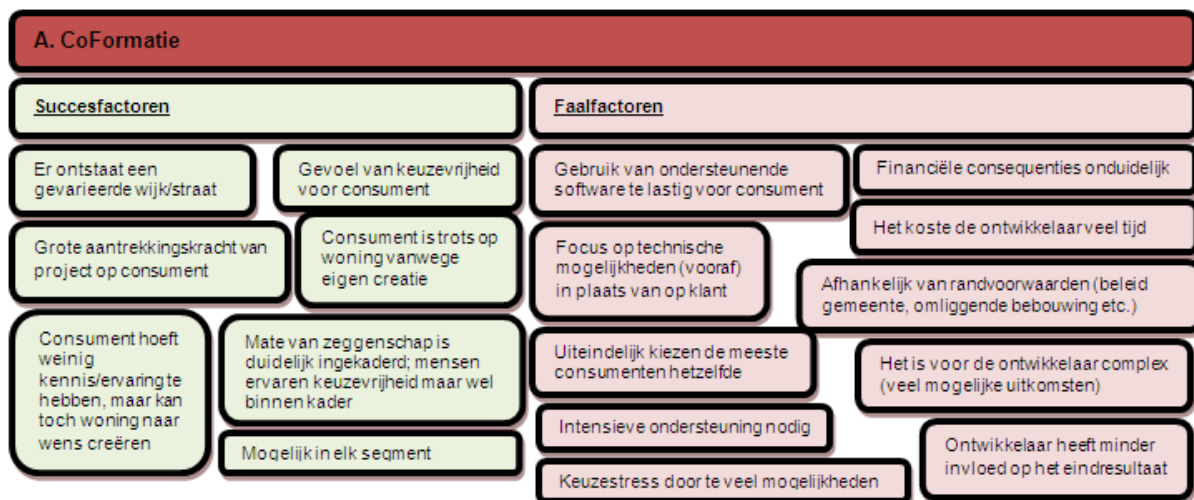 A. CoFormatie
Succesfactoren
Er ontstaat een
gevarieerde wijk/straat
Gevoel van keuzevrijheid
voor consument
Grote aantrekkingskracht van
project op consument
Consument is trots op
woning vanwege
eigen creatie
Consument hoeft
weinig
kennis/ervaring te
hebben, maar kan
toch woning naar
wens creëren
Mate van zeggenschap is
duidelijk ingekaderd; mensen
ervaren keuzevrijheid maar wel
binnen kader
Mogelijk in elk segment
Faalfactoren
Gebruik van ondersteunende
software te lastig voor consument
Financiële consequenties onduidelijk
Het koste de ontwikkelaar veel tijd
Focus op technische
mogelijkheden (vooraf)
in plaats van op klant
Afhankelijk van randvoorwaarden (beleid
gemeente, omliggende bebouwing etc.)
Uiteindelijk kiezen de meeste
consumenten hetzelfde
Het is voor de ontwikkelaar complex
(veel mogelijke uitkomsten)
Intensieve ondersteuning nodig
Ontwikkelaar heeft minder
invloed op het eindresultaat
Keuzestress door te veel mogelijkheden